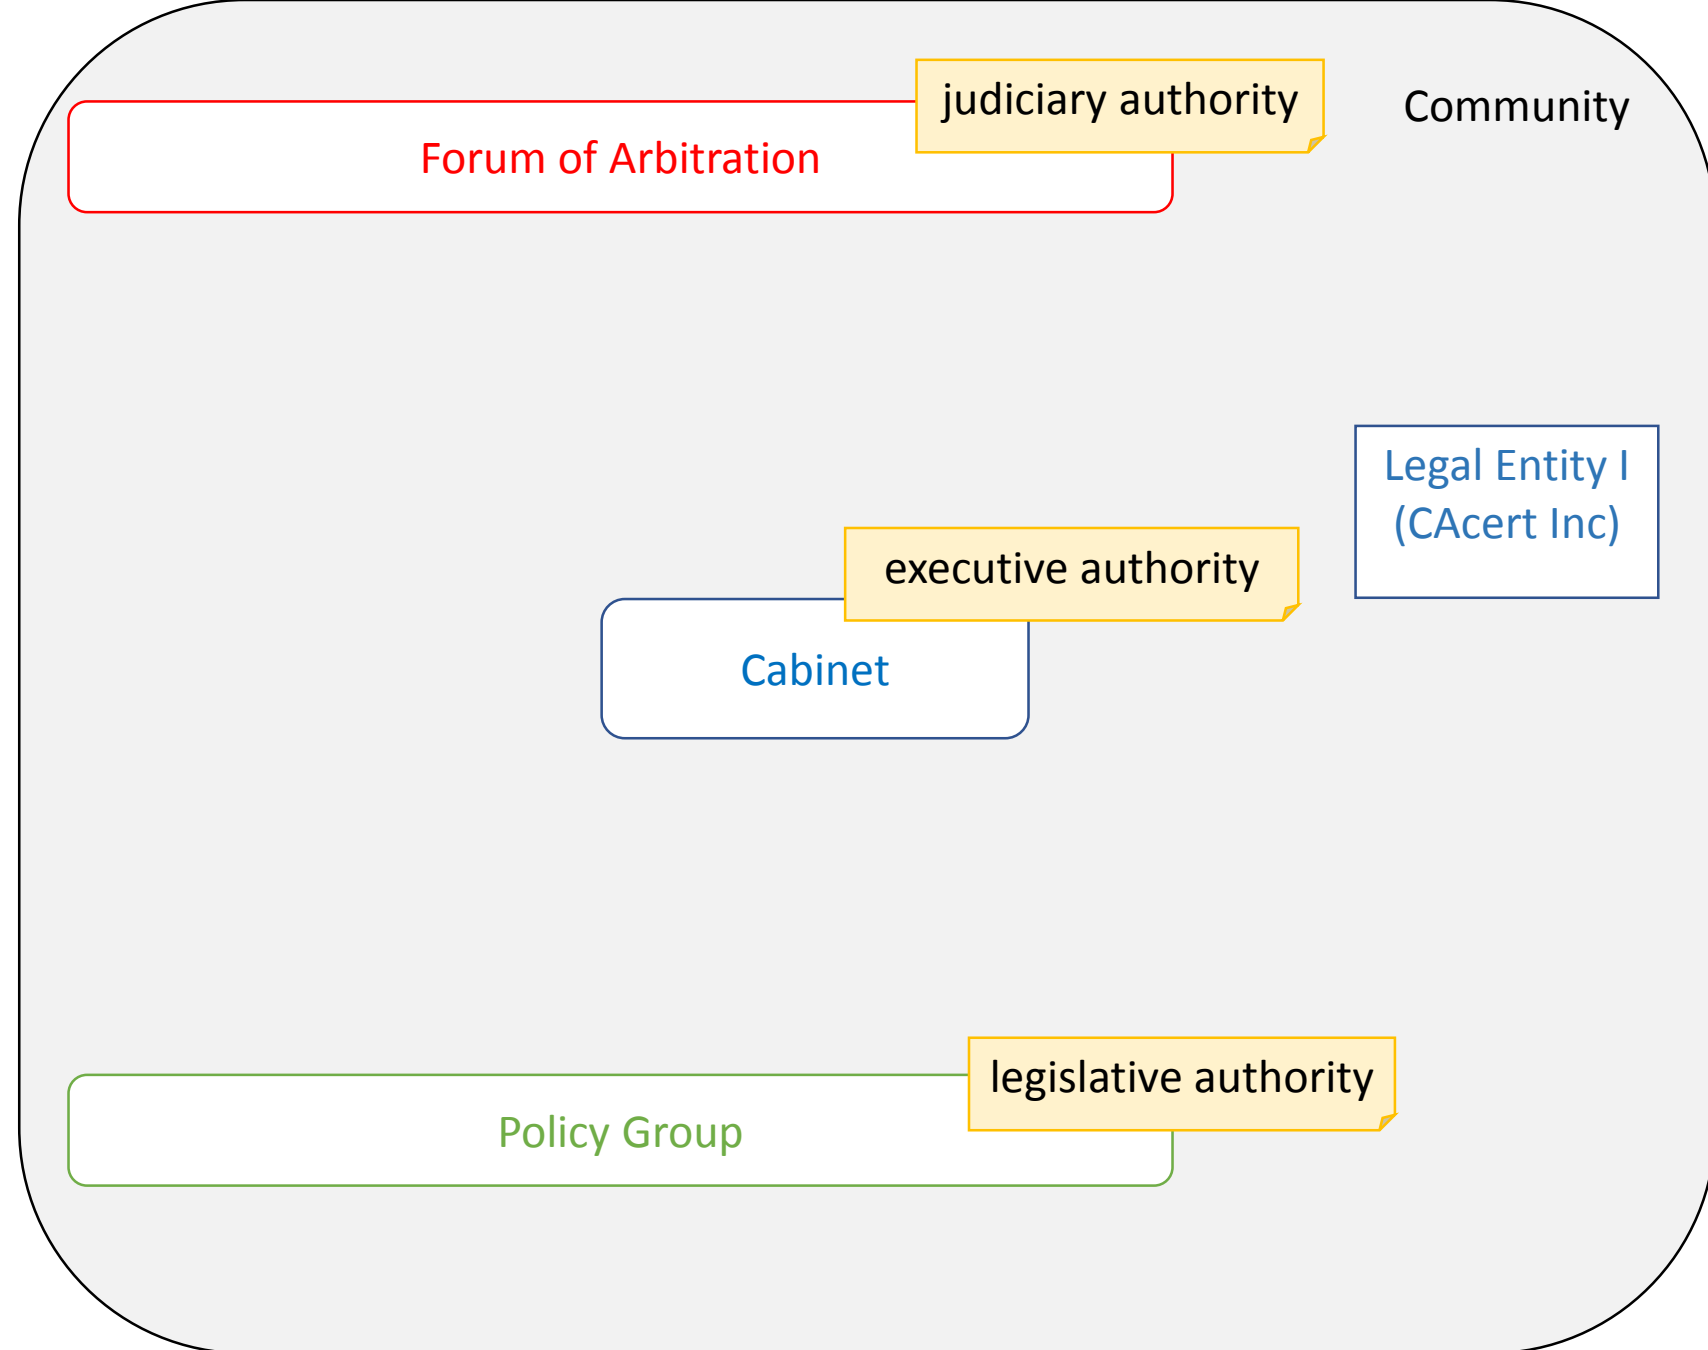 judiciary authority
Community
Forum of Arbitration
Legal Entity I
(CAcert Inc)
executive authority
Cabinet
legislative authority
Policy Group